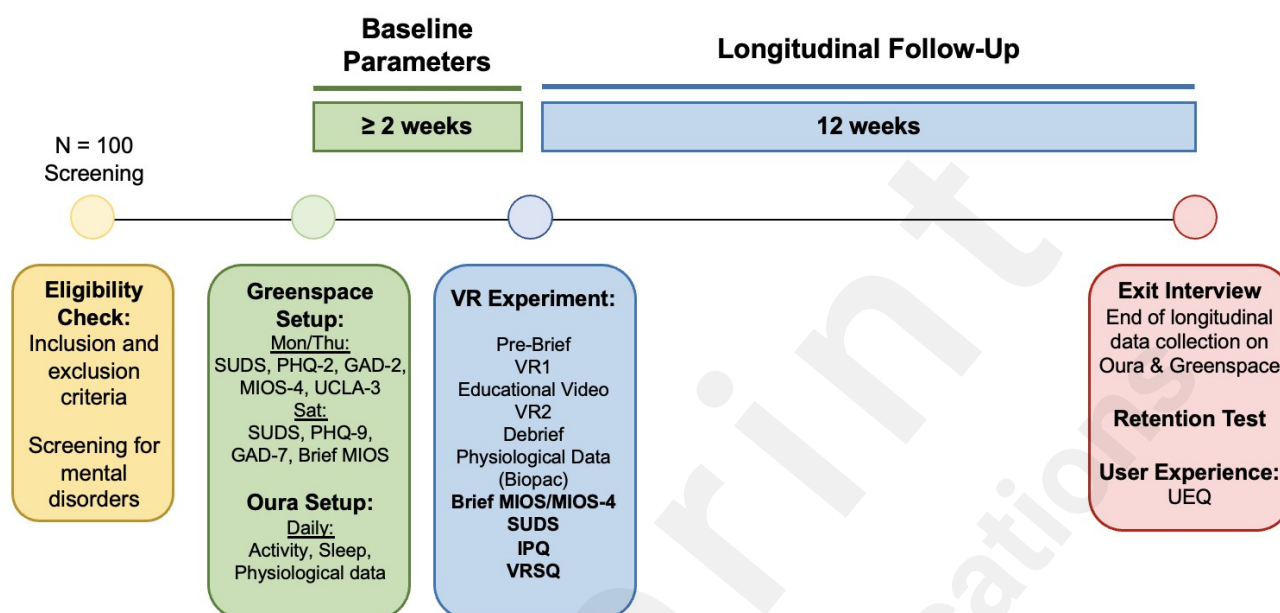 Baseline
Parameters
Longitudinal Follow-Up
≥ 2 weeks
12 weeks
N = 100
Screening
Eligibility
Check:
Inclusion and
exclusion
criteria
Screening for
mental
disorders
Greenspace
Setup:
Mon/Thu:
SUDS, PHQ-2, GAD-2,
MIOS-4, UCLA-3
Sat:
SUDS, PHQ-9,
GAD-7, Brief MIOS
Oura Setup:
Daily:
Activity, Sleep,
Physiological data
VR Experiment:
Pre-Brief
VR1
Educational Video
VR2
Debrief
Physiological Data
(Biopac)
Brief MIOS/MIOS-4
SUDS
IPQ
VRSQ
Exit Interview
End of longitudinal
data collection on
Oura & Greenspace
Retention Test
User Experience:
UEQ